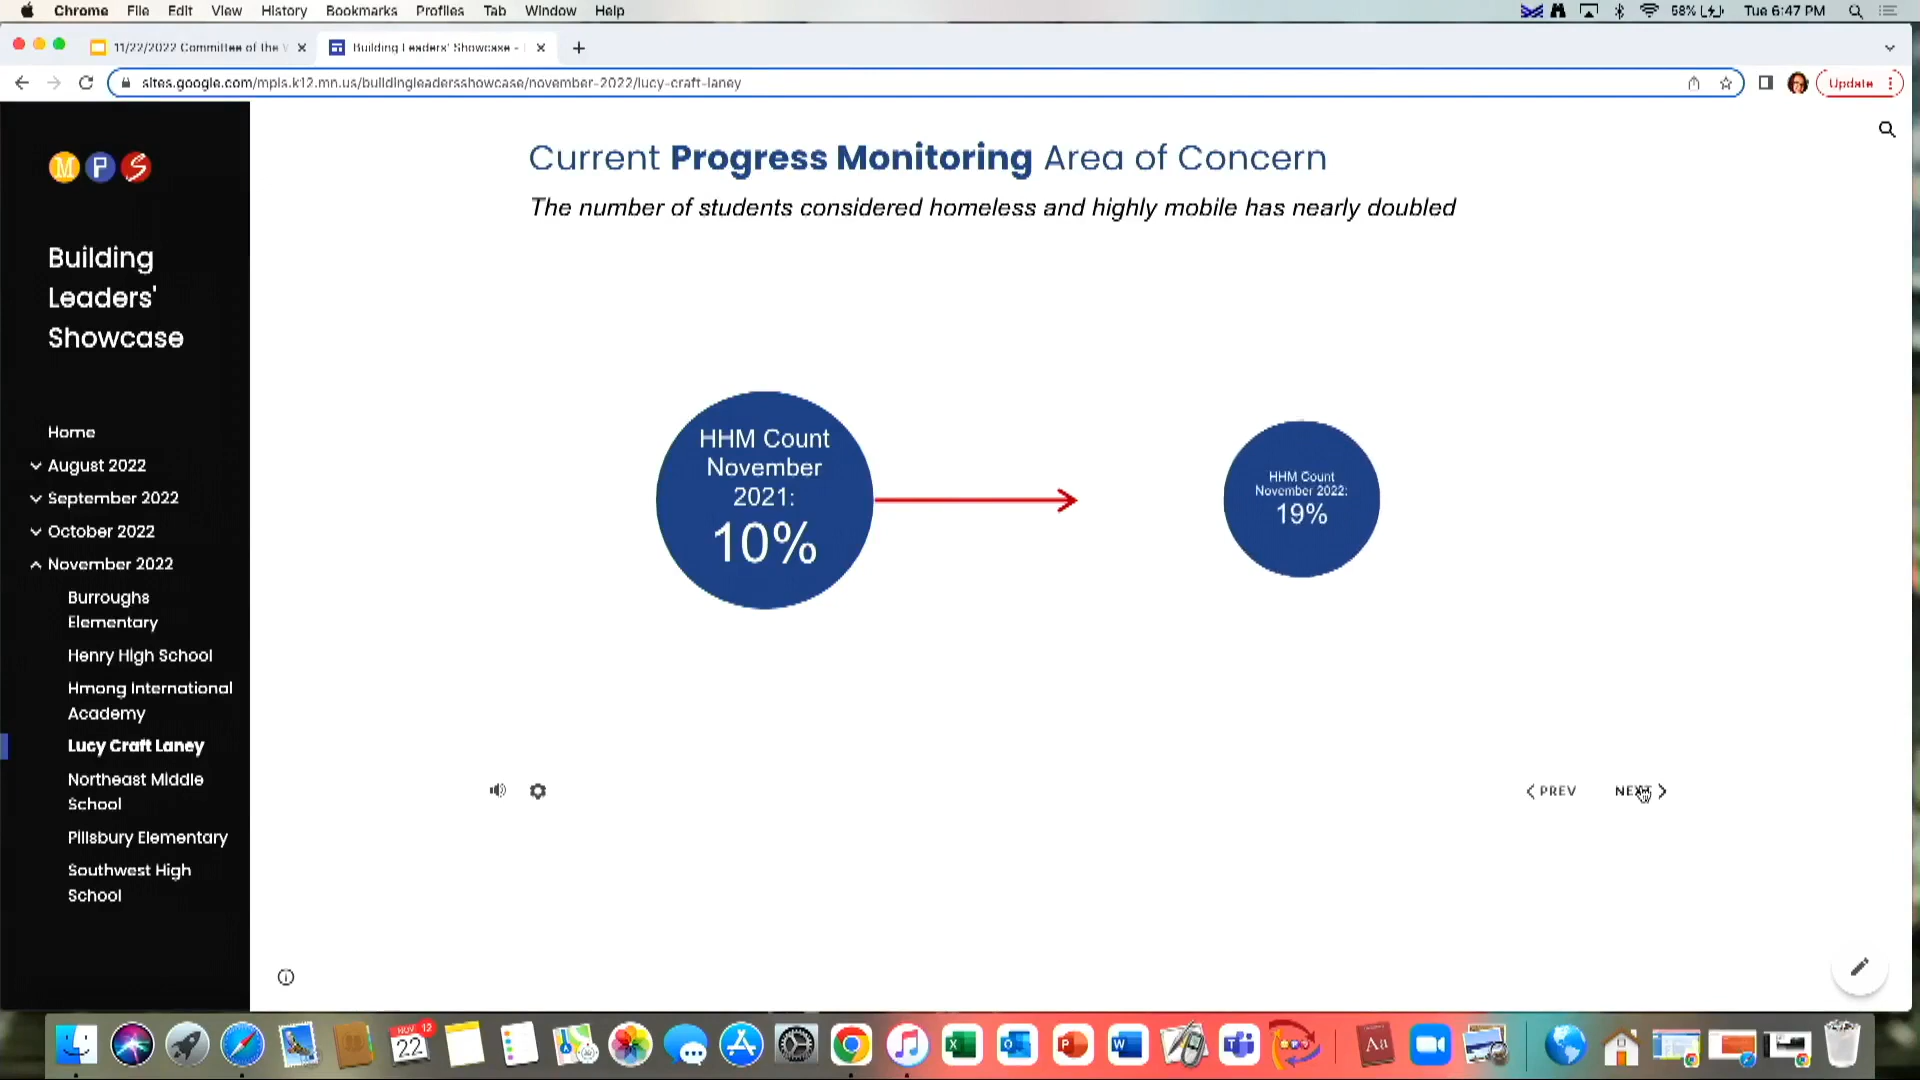 Chrome File Edit View History Bookmarks Profiles Tab Window Help
58% Tue 6:47 PM
11/22/2022 Committee of the
Building Leaders' Showcase -
sites.google.com/mpls.k12.mn.us/buildingleadersshowcase/november-2022/lucy-craft-laney
Update
M P S
Building
Leaders'
Showcase
Home
August 2022
September 2022
October 2022
November 2022
Burroughs
Elementary
Henry High School
Hmong International
Academy
Lucy Craft Laney
Northeast Middle
School
Pillsbury Elementary
Southwest High
School
Current Progress Monitoring Area of Concern
The number of students considered homeless and highly mobile has nearly doubled
HHM Count
November
2021:
10%
HHM Count
November 2022:
19%
PREV NEXT
NOV 12
22
Aa